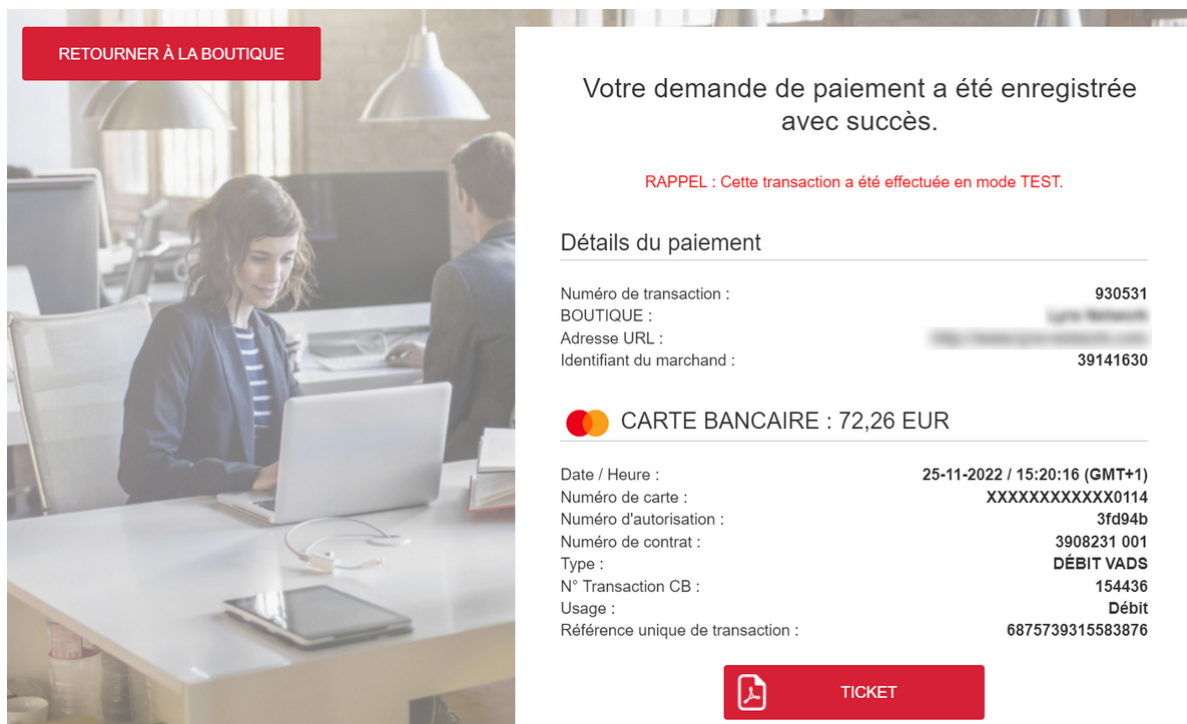 RETOURNER À LA BOUTIQUE
Votre demande de paiement a été enregistrée
avec succès.
RAPPEL : Cette transaction a été effectuée en mode TEST.
Détails du paiement
Numéro de transaction : 930531
BOUTIQUE :
Adresse URL :
Identifiant du marchand : 39141630
CARTE BANCAIRE : 72,26 EUR
Date / Heure : 25-11-2022 / 15:20:16 (GMT+1)
Numéro de carte : XXXXXXXXXXXX0114
Numéro d'autorisation : 3fd94b
Numéro de contrat : 3908231 001
Type : DÉBIT VADS
N° Transaction CB : 154436
Usage : Débit
Référence unique de transaction : 6875739315583876
TICKET